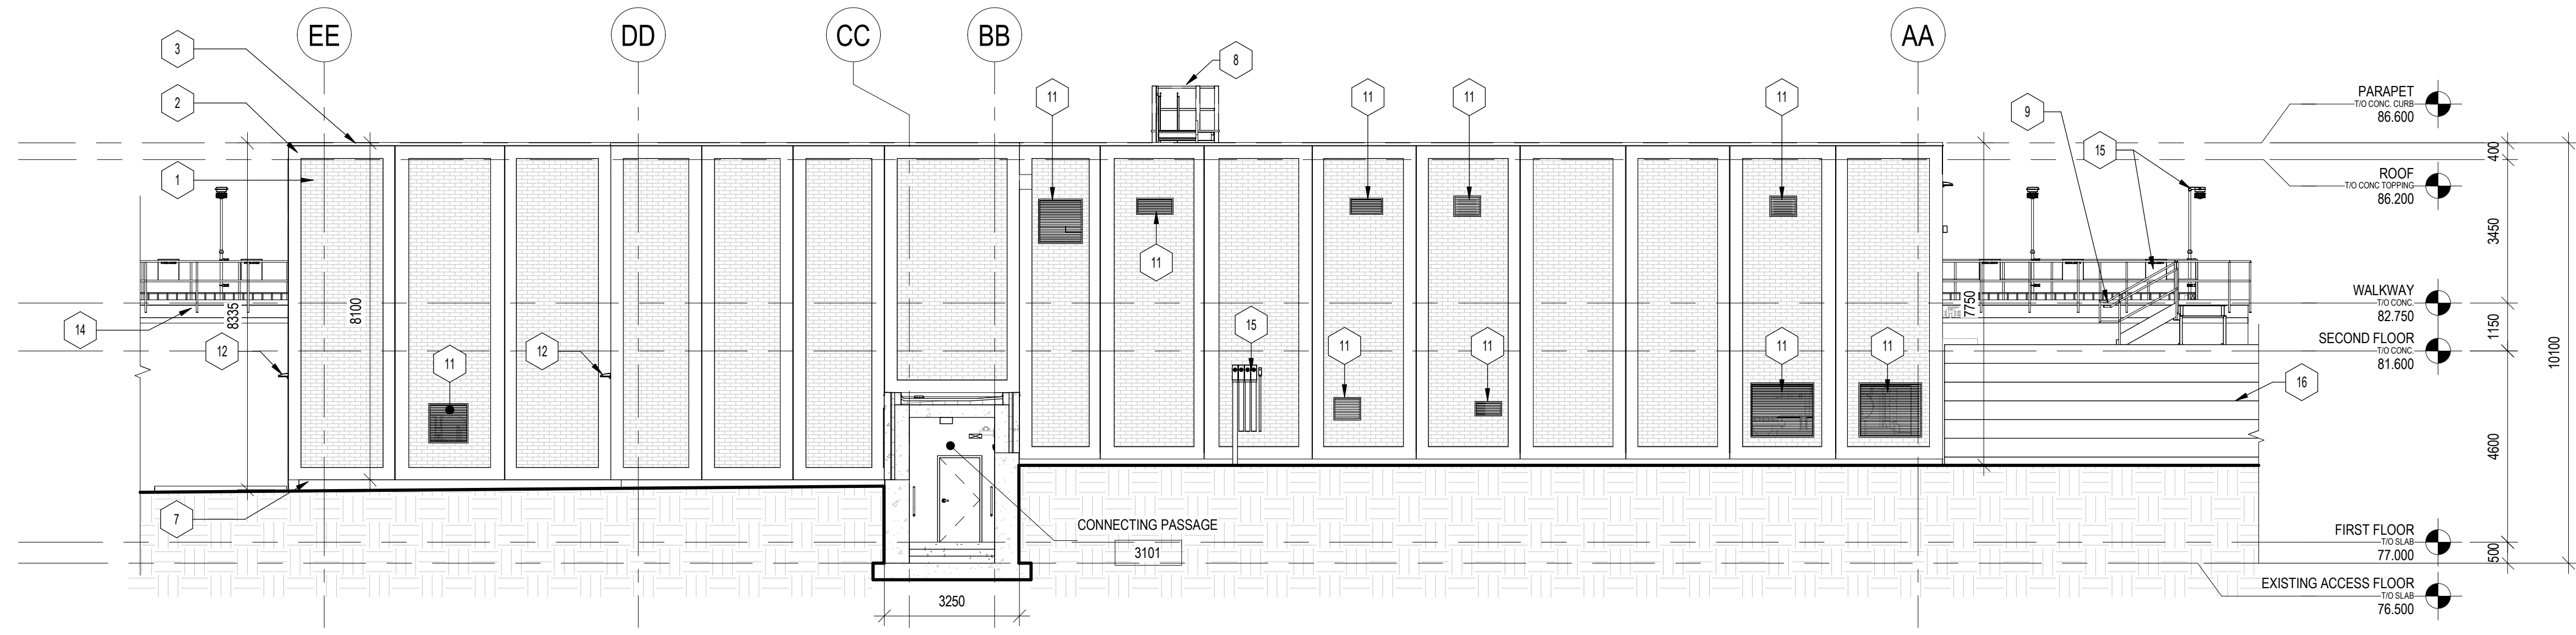 EE
DD
CC
BB
AA
3
8
2
11
11
11
11
9
15
PARAPET
T/O CONC. CURB
86.600
400
1
ROOF
T/O CONC TOPPING
86.200
3450
11
14
8335
8100
12
11
12
15
11
11
11
11
7750
WALKWAY
T/O CONC.
82.750
1150
SECOND FLOOR
T/O CONC.
81.600
10100
16
4600
7
CONNECTING PASSAGE
3101
FIRST FLOOR
T/O SLAB
77.000
500
EXISTING ACCESS FLOOR
T/O SLAB
76.500
3250